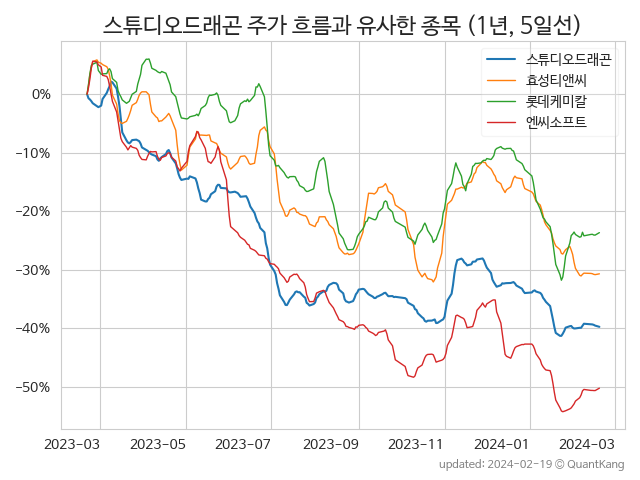 스튜디오드래곤 주가 흐름과 유사한 종목 (1년, 5일선)
스튜디오드래곤
효성티앤씨
롯데케미칼
엔씨소프트
0%
−10%
−20%
−30%
−40%
−50%
2023-03 2023-05 2023-07 2023-09 2023-11 2024-01 2024-03
updated: 2024-02-19 © QuantKang